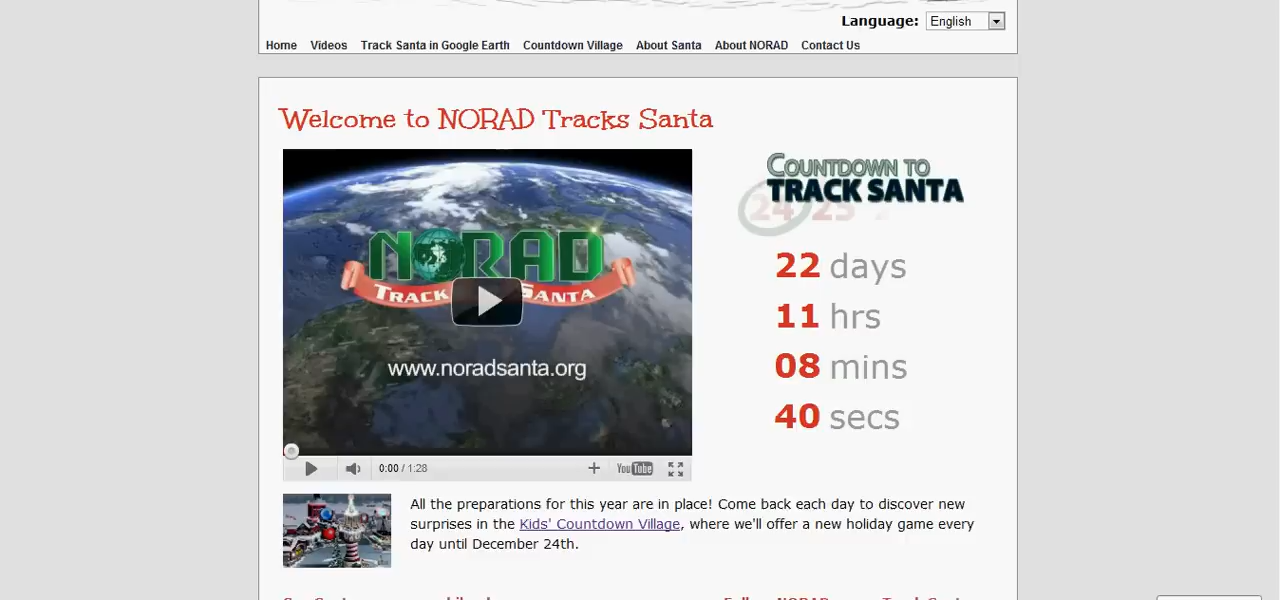 Language: English
Home Videos Track Santa in Google Earth Countdown Village About Santa About NORAD Contact Us
Welcome to NORAD Tracks Santa
NORAD
TRACK SANTA
www.noradsanta.org
0:00 / 1:28
YouTube
COUNTDOWN TO
TRACK SANTA
24 25
22 days
11 hrs
08 mins
40 secs
All the preparations for this year are in place! Come back each day to discover new
surprises in the Kids' Countdown Village, where we'll offer a new holiday game every
day until December 24th.